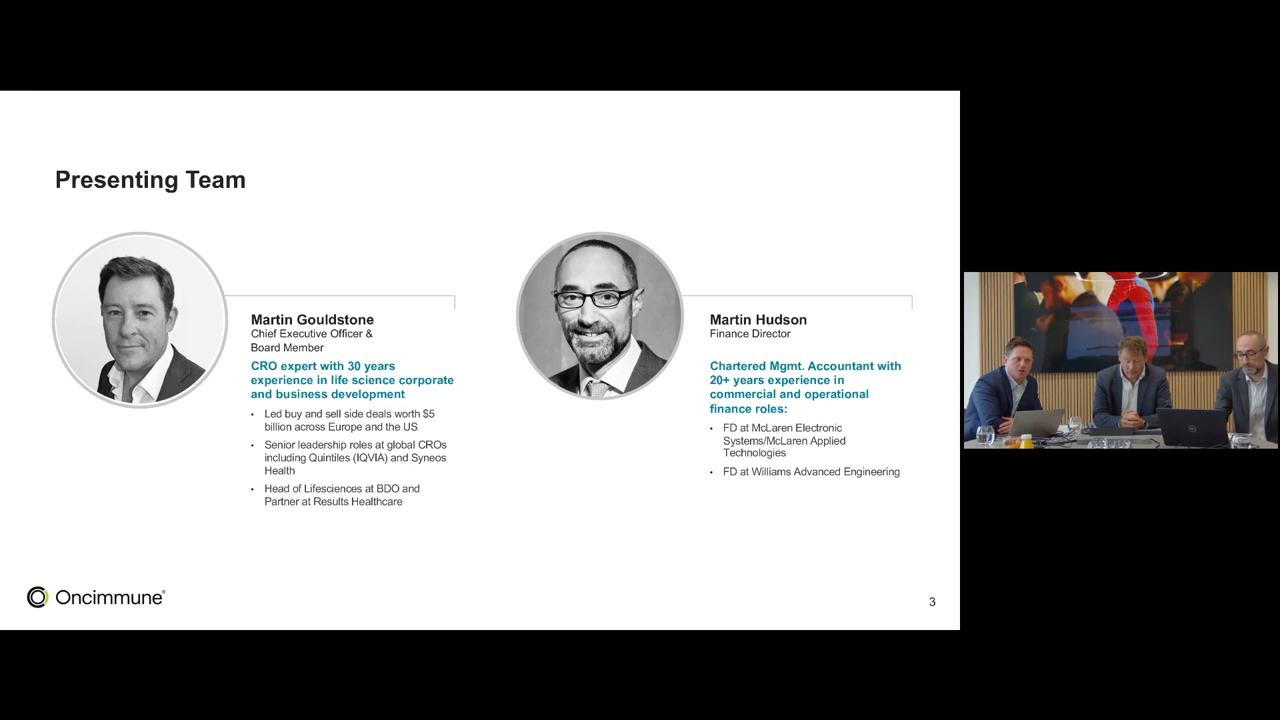 Presenting Team
Martin Gouldstone
Chief Executive Officer &
Board Member
CRO expert with 30 years
experience in life science corporate
and business development
• Led buy and sell side deals worth $5
billion across Europe and the US
• Senior leadership roles at global CROs
including Quintiles (IQVIA) and Syneos
Health
• Head of Lifesciences at BDO and
Partner at Results Healthcare
Martin Hudson
Finance Director
Chartered Mgmt. Accountant with
20+ years experience in
commercial and operational
finance roles:
• FD at McLaren Electronic
Systems/McLaren Applied
Technologies
• FD at Williams Advanced Engineering
Oncimmune®
3